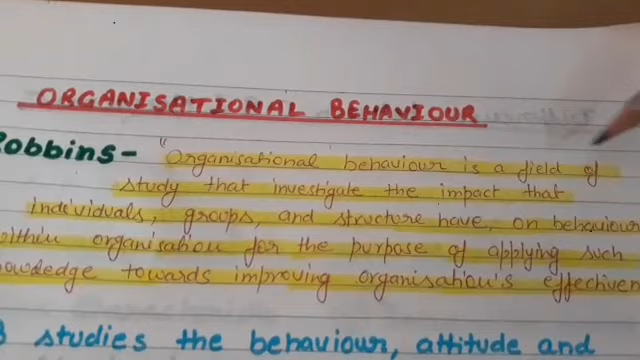 ORGANISATIONAL BEHAVIOUR
Robbins- "Organisational behaviour is a field of
study that investigate the impact that
individuals, groups, and structure have, on behaviour
within organisation for the purpose of applying such
knowledge towards improving organisation's effectiven
studies the behaviour, attitude and